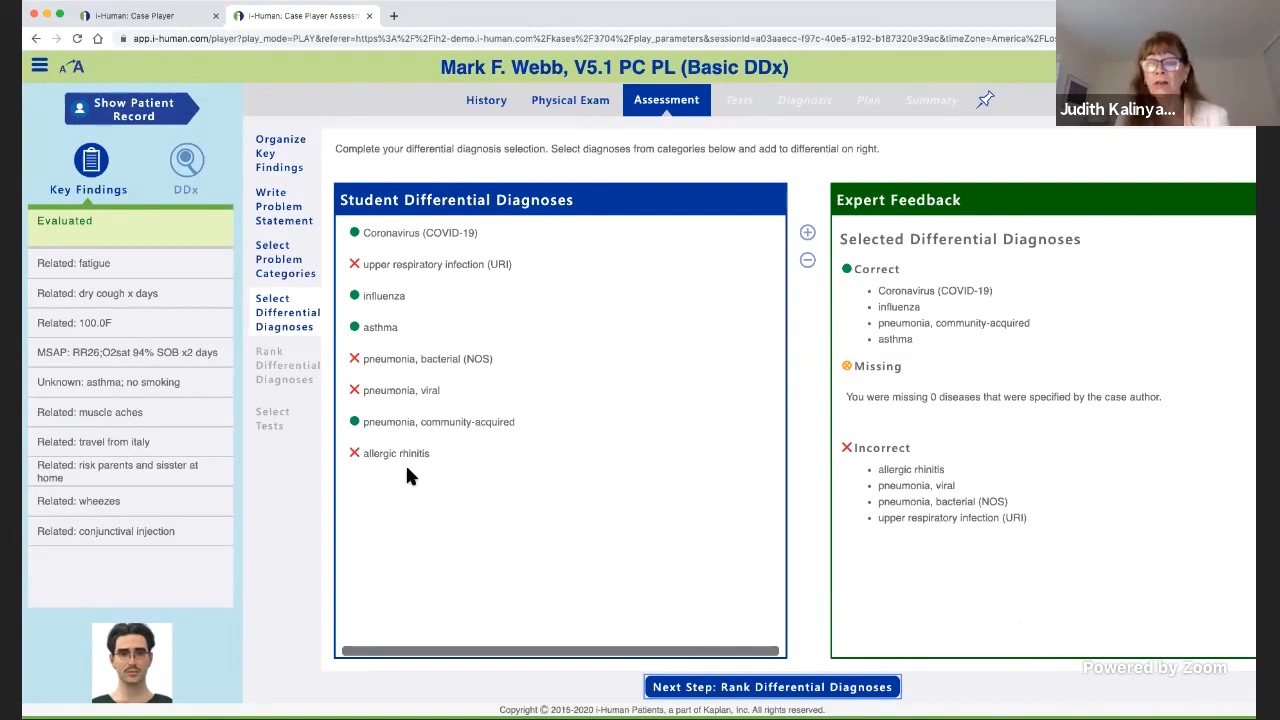 i-Human: Case Player
i-Human: Case Player Assessm
app.i-human.com/player?play_mode=PLAY&referer=https%3A%2F%2Fih2-demo.i-human.com%2Fkases%2F3704%2Fplay_parameters&sessionId=a03aaecc-f97c-40e5-a192-b187320e39ac&timeZone=America%2FLos
Mark F. Webb, V5.1 PC PL (Basic DDx)
Judith Kalinya...
Show Patient
Record
History
Physical Exam
Assessment
Tests
Diagnosis
Plan
Summary
Key Findings
DDx
Evaluated
Related: fatigue
Related: dry cough x days
Related: 100.0F
MSAP: RR26;O2sat 94% SOB x2 days
Unknown: asthma; no smoking
Related: muscle aches
Related: travel from italy
Related: risk parents and sisster at
home
Related: wheezes
Related: conjunctival injection
Organize
Key
Findings
Write
Problem
Statement
Select
Problem
Categories
Select
Differential
Diagnoses
Rank
Differential
Diagnoses
Select
Tests
Complete your differential diagnosis selection. Select diagnoses from categories below and add to differential on right.
Student Differential Diagnoses
Coronavirus (COVID-19)
upper respiratory infection (URI)
influenza
asthma
pneumonia, bacterial (NOS)
pneumonia, viral
pneumonia, community-acquired
allergic rhinitis
Expert Feedback
Selected Differential Diagnoses
Correct
Coronavirus (COVID-19)
influenza
pneumonia, community-acquired
asthma
Missing
You were missing 0 diseases that were specified by the case author.
Incorrect
allergic rhinitis
pneumonia, viral
pneumonia, bacterial (NOS)
upper respiratory infection (URI)
Powered by Zoom
Next Step: Rank Differential Diagnoses
Copyright © 2015-2020 i-Human Patients, a part of Kaplan, Inc. All rights reserved.